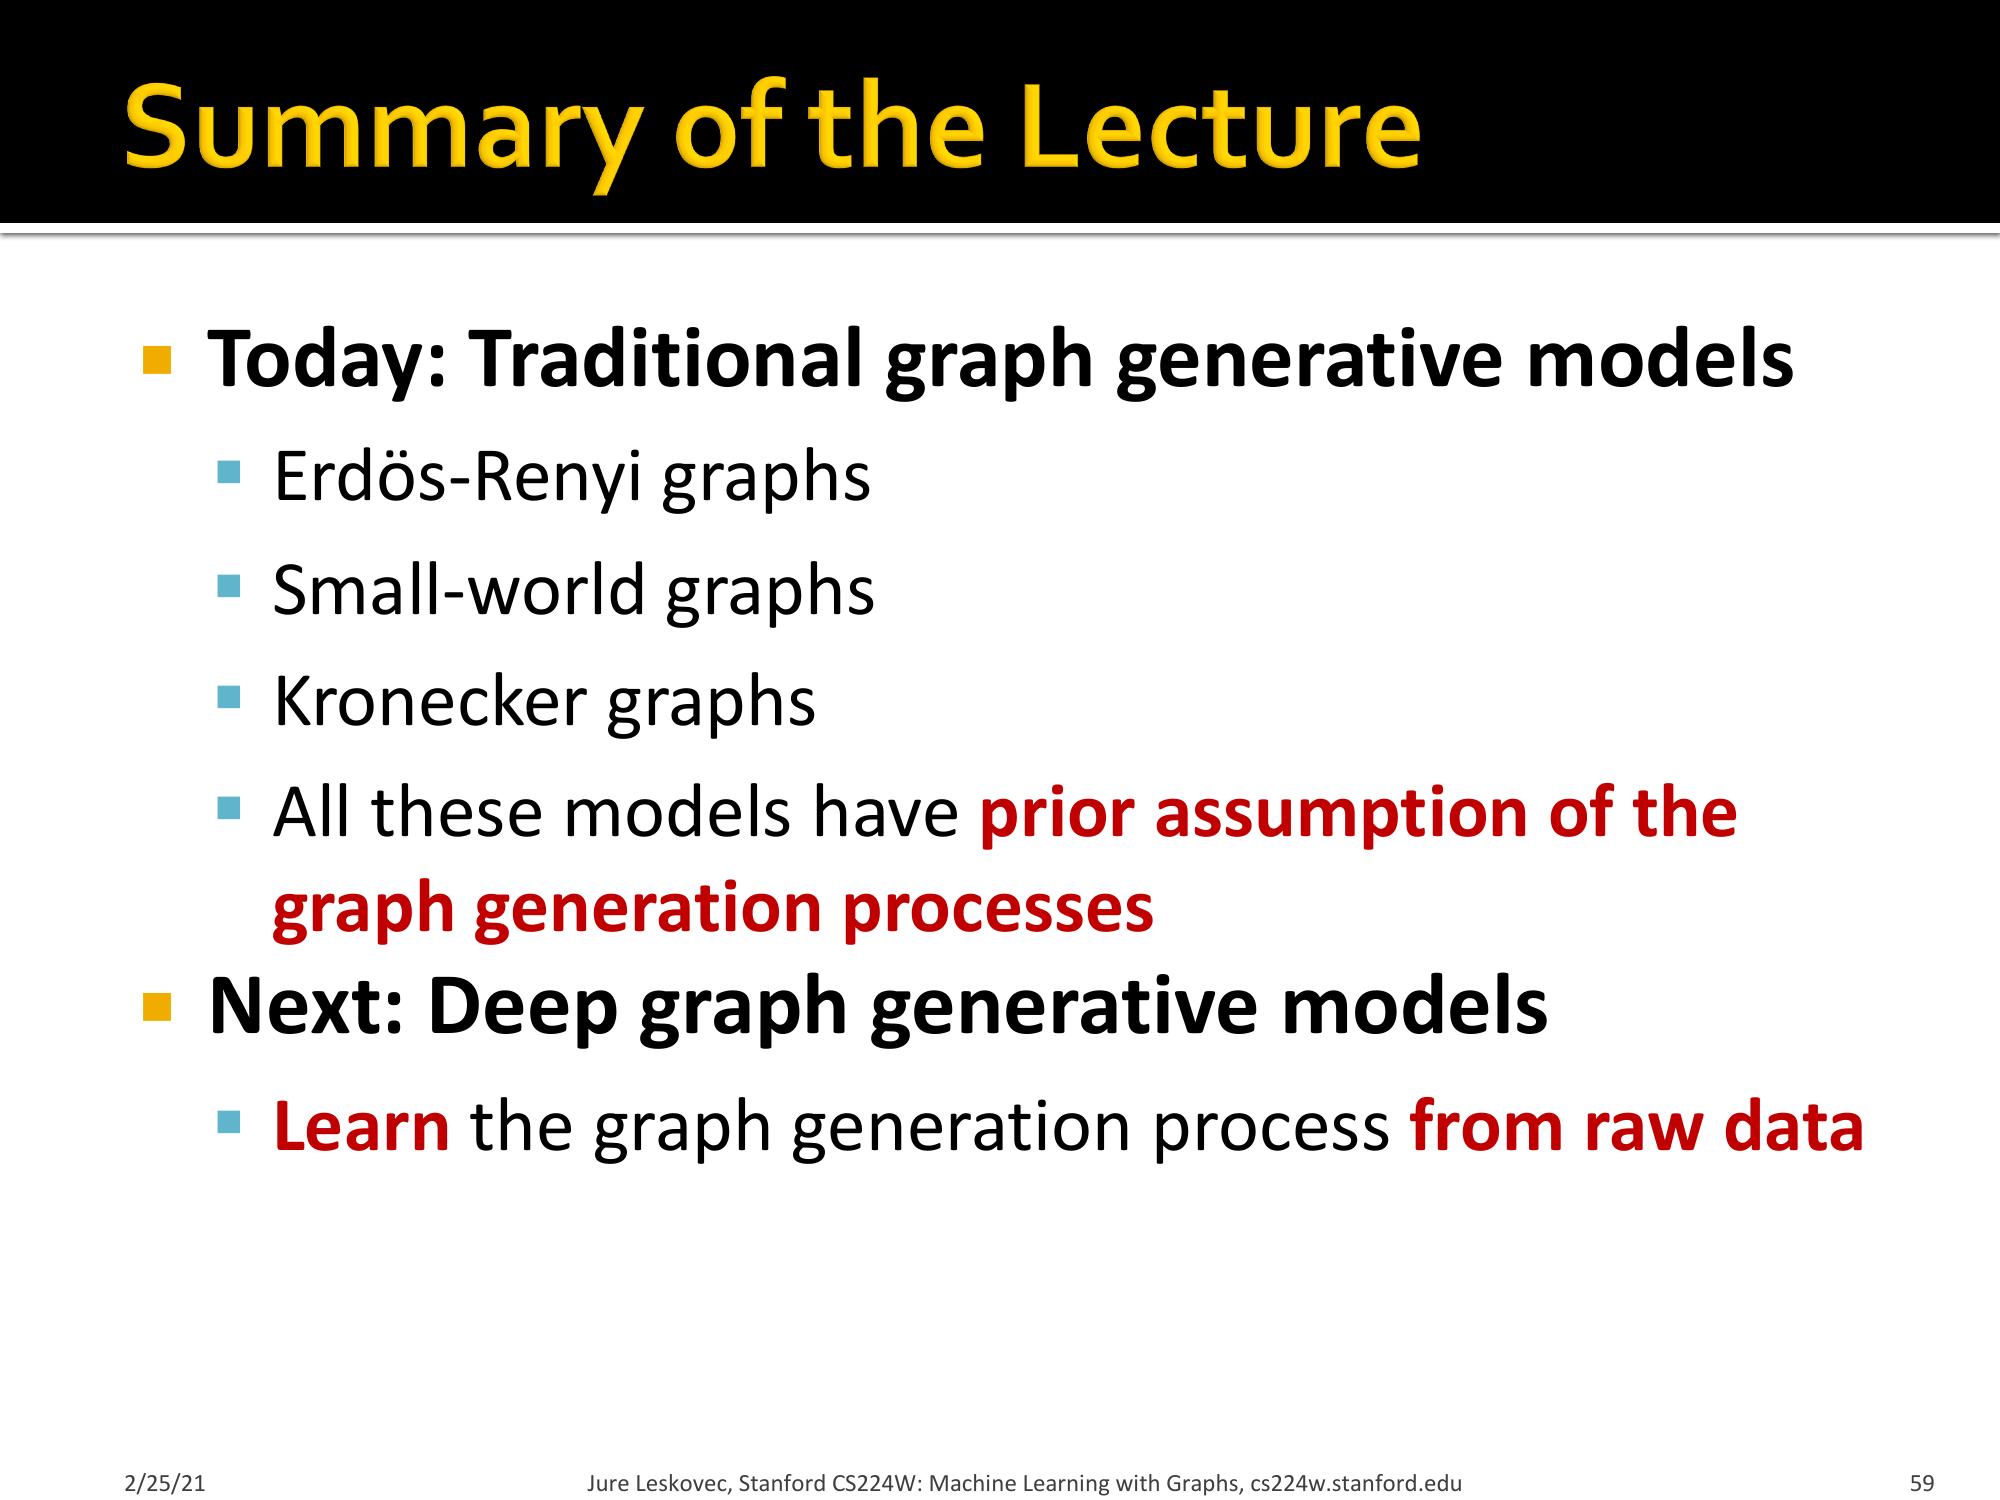 Summary of the Lecture
Today: Traditional graph generative models
Erdös-Renyi graphs
Small-world graphs
Kronecker graphs
All these models have prior assumption of the
graph generation processes
Next: Deep graph generative models
Learn the graph generation process from raw data
2/25/21
Jure Leskovec, Stanford CS224W: Machine Learning with Graphs, cs224w.stanford.edu
59